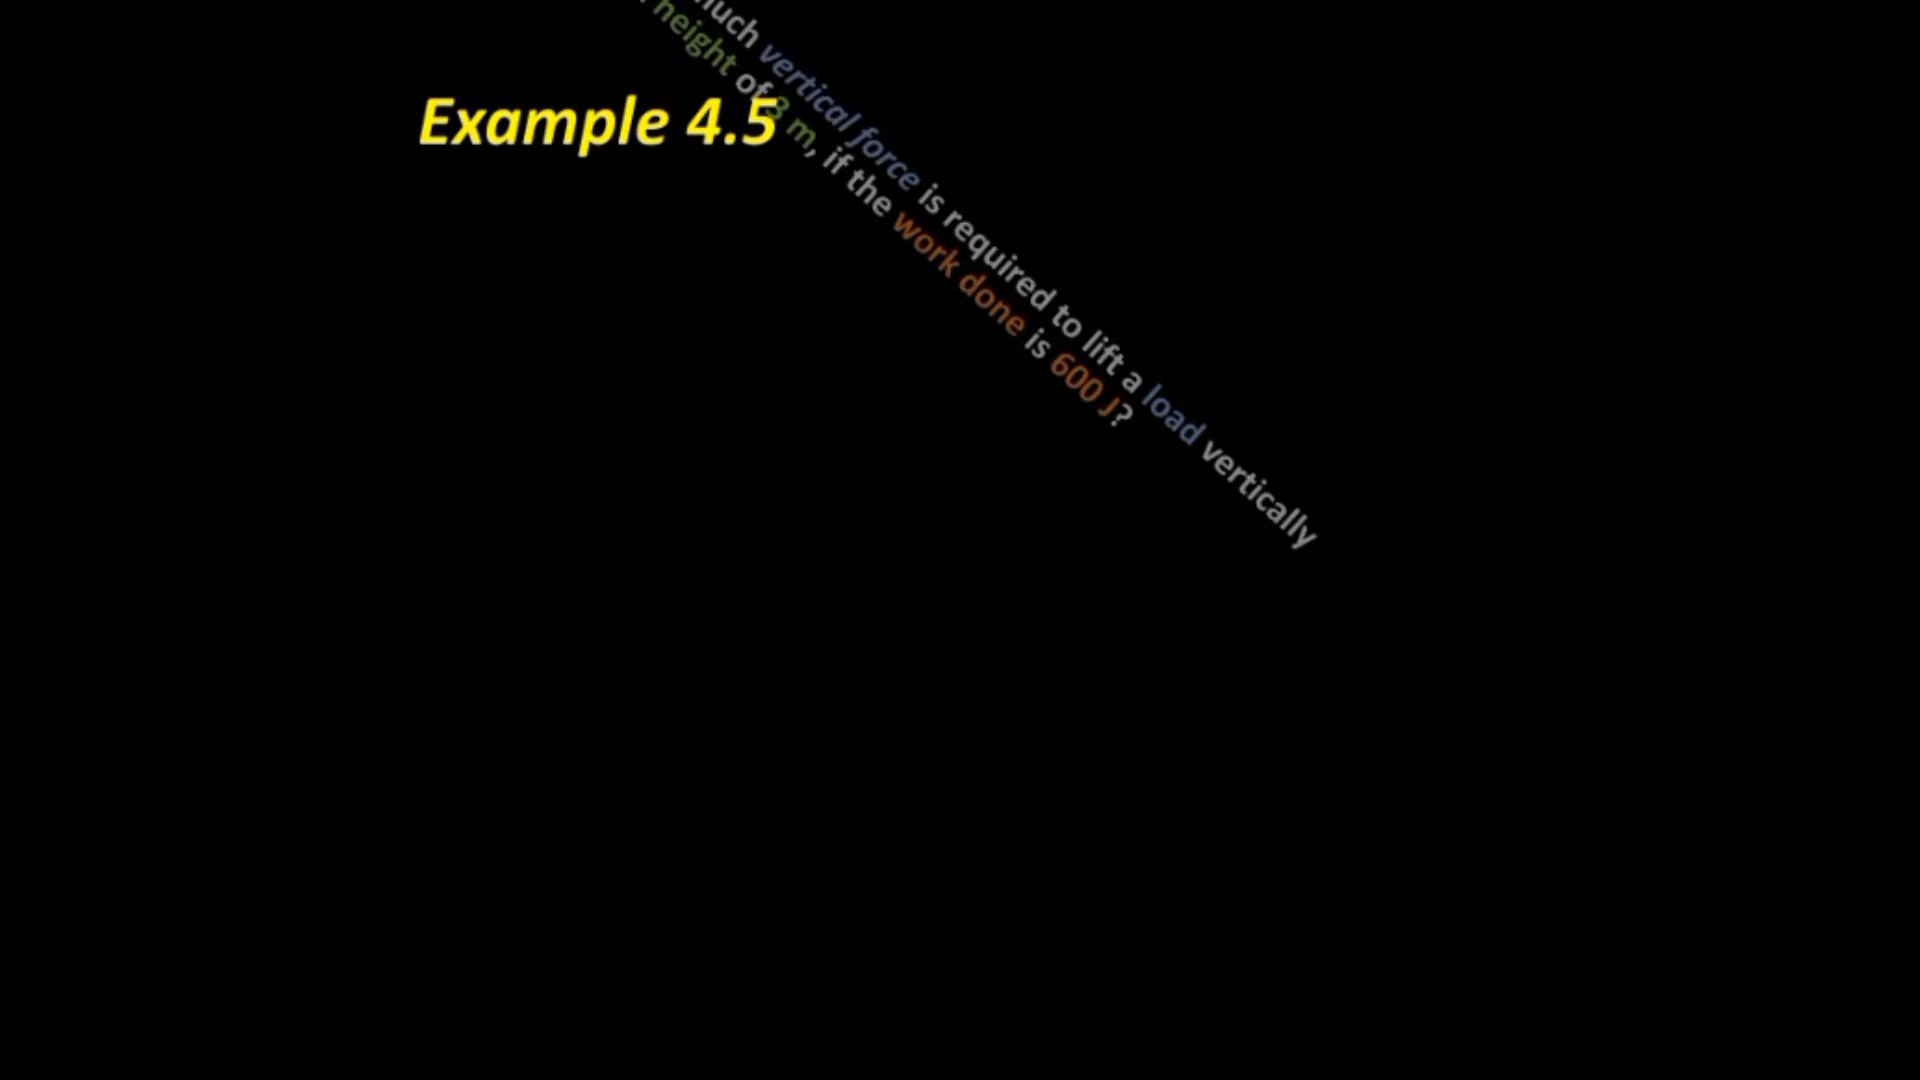 Example 4.5
much vertical force is required to lift a load vertically
height of 3 m, if the work done is 600 J?